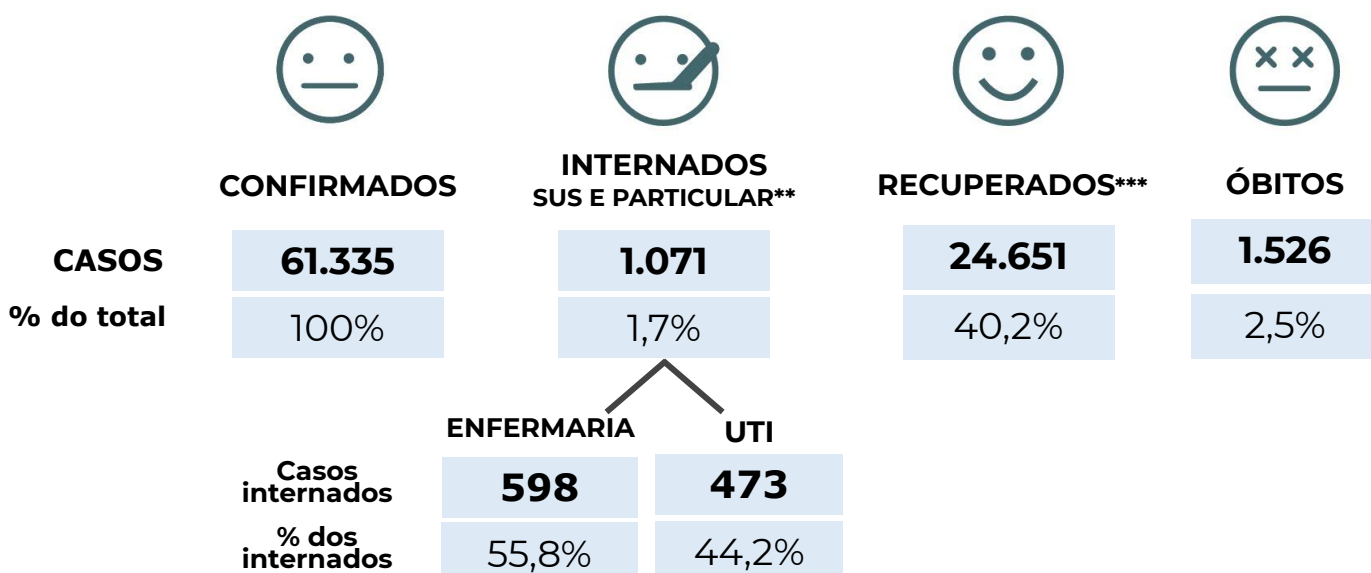 CONFIRMADOS
INTERNADOS
SUS E PARTICULAR**
RECUPERADOS***
ÓBITOS
CASOS
61.335
1.071
24.651
1.526
% do total
100%
1,7%
40,2%
2,5%
ENFERMARIA
UTI
Casos
internados
598
473
% dos
internados
55,8%
44,2%